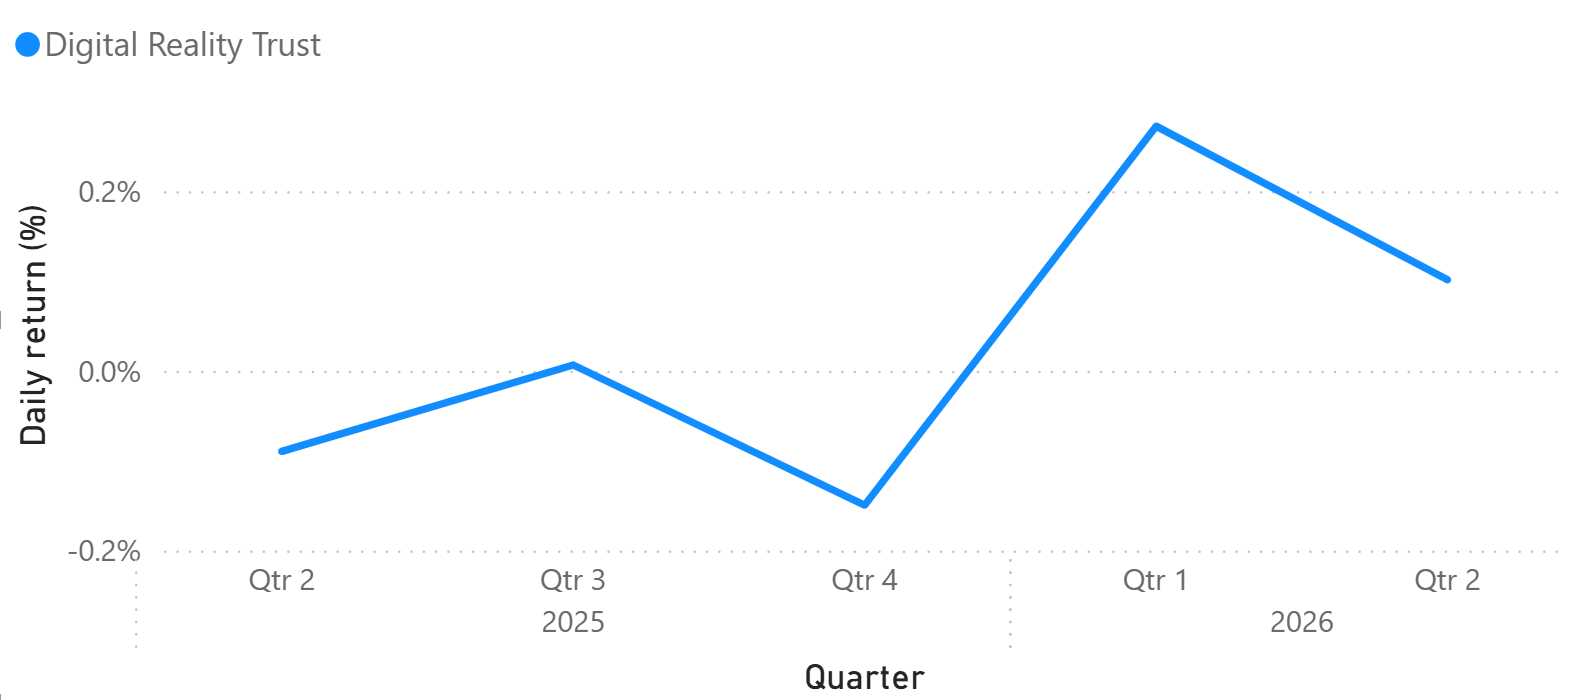 Digital Reality Trust
Daily return (%)
0.2%
0.0%
-0.2%
Qtr 2 Qtr 3 Qtr 4 Qtr 1 Qtr 2
2025 2026
Quarter